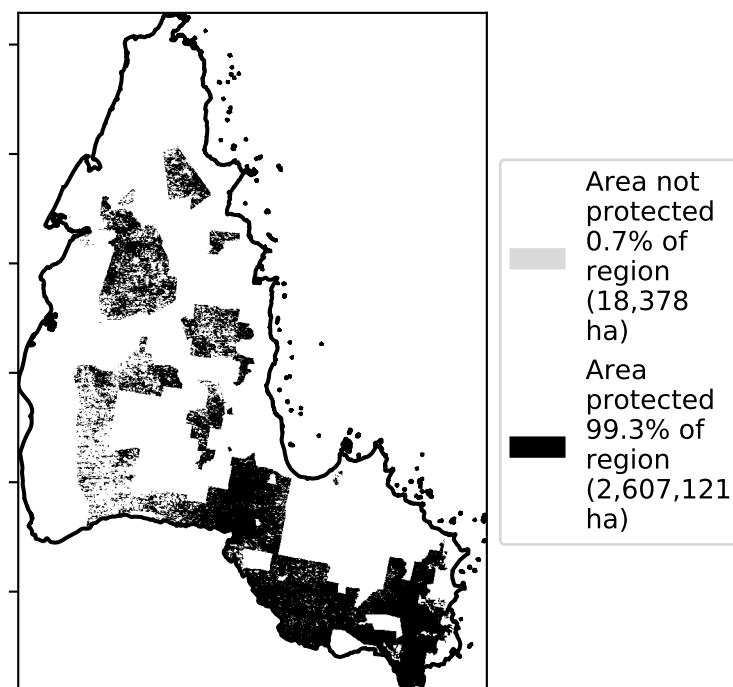 Area not
protected
0.7% of
region
(18,378
ha)
Area
protected
99.3% of
region
(2,607,121
ha)